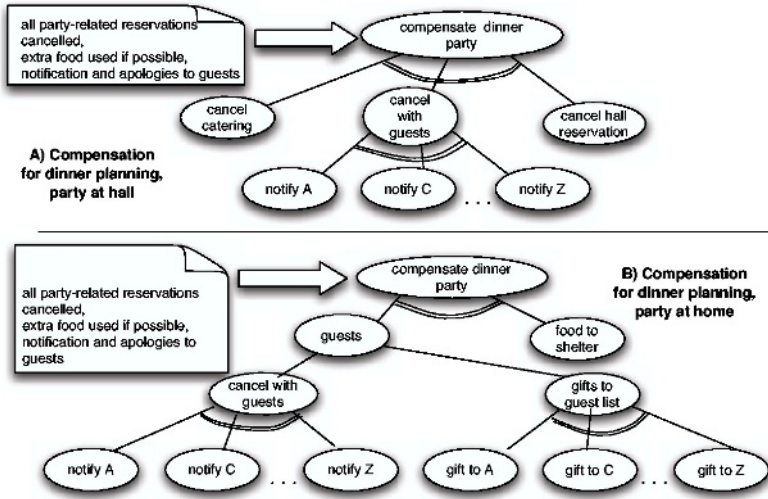 all party-related reservations
cancelled,
extra food used if possible,
notification and apologies to guests
compensate dinner
party
cancel
catering
cancel
with
guests
cancel hall
reservation
A) Compensation
for dinner planning,
party at hall
notify A
notify C
. . .
notify Z
all party-related reservations
cancelled,
extra food used if possible,
notification and apologies to
guests
compensate dinner
party
B) Compensation
for dinner planning,
party at home
guests
food to
shelter
cancel with
guests
gifts to
guest list
notify A
notify C
. . .
notify Z
gift to A
gift to C
. . .
gift to Z